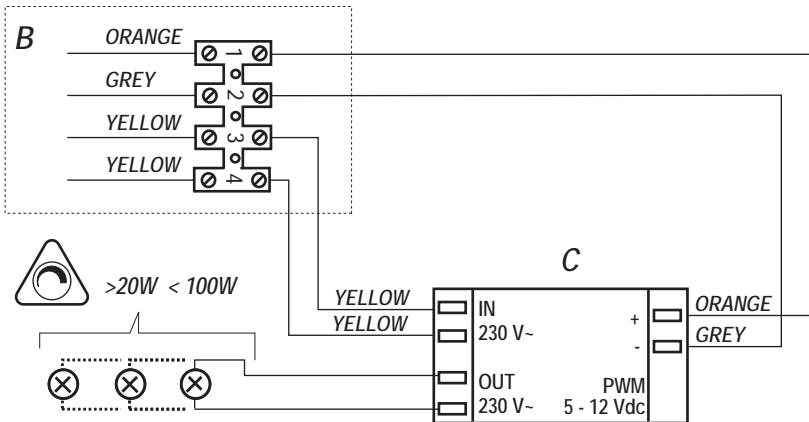 B
ORANGE
GREY
YELLOW
YELLOW
1
2
3
4
>20W < 100W
C
YELLOW
YELLOW
IN
230 V~
OUT
230 V~
+
-
PWM
5 - 12 Vdc
ORANGE
GREY